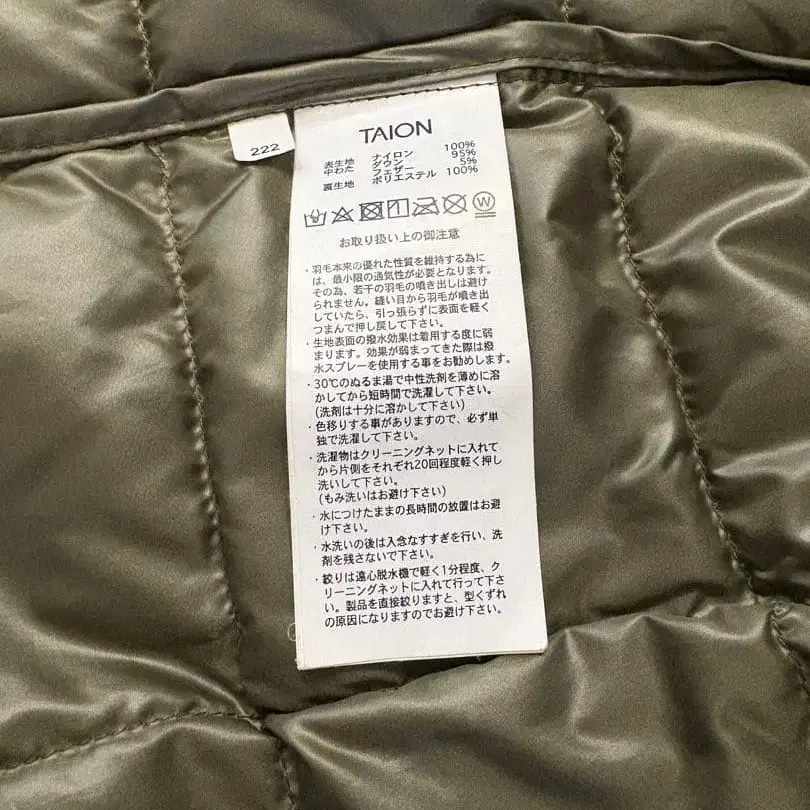 222
TAION
表生地 ナイロン 100%
中わた ダウン 95%
フェザー 5%
裏生地 ポリエステル 100%
W
お取り扱い上の御注意
・羽毛本来の優れた性質を維持する為に
は、最小限の通気性が必要となります。
その為、若干の羽毛の噴き出しは避け
られません。縫い目から羽毛が噴き出
していたら、引っ張らずに表面を軽く
つまんで押し戻して下さい。
・生地表面の撥水効果は着用する度に弱
まります。効果が弱まってきた際は撥
水スプレーを使用する事をお勧めします。
・30℃のぬるま湯で中性洗剤を薄めに溶
かしてから短時間で洗濯して下さい。
(洗剤は十分に溶かして下さい)
・色移りする事がありますので、必ず単
独で洗濯して下さい。
・洗濯物はクリーニングネットに入れて
から片側をそれぞれ20回程度軽く押し
洗いして下さい。
(もみ洗いはお避け下さい)
・水につけたままの長時間の放置はお避
け下さい。
・水洗いの後は入念なすすぎを行い、洗
剤を残さないで下さい。
・絞りは遠心脱水機で軽く1分程度、ク
リーニングネットに入れて行って下さ
い。製品を直接絞りますと、型くずれ
の原因になりますのでお避け下さい。